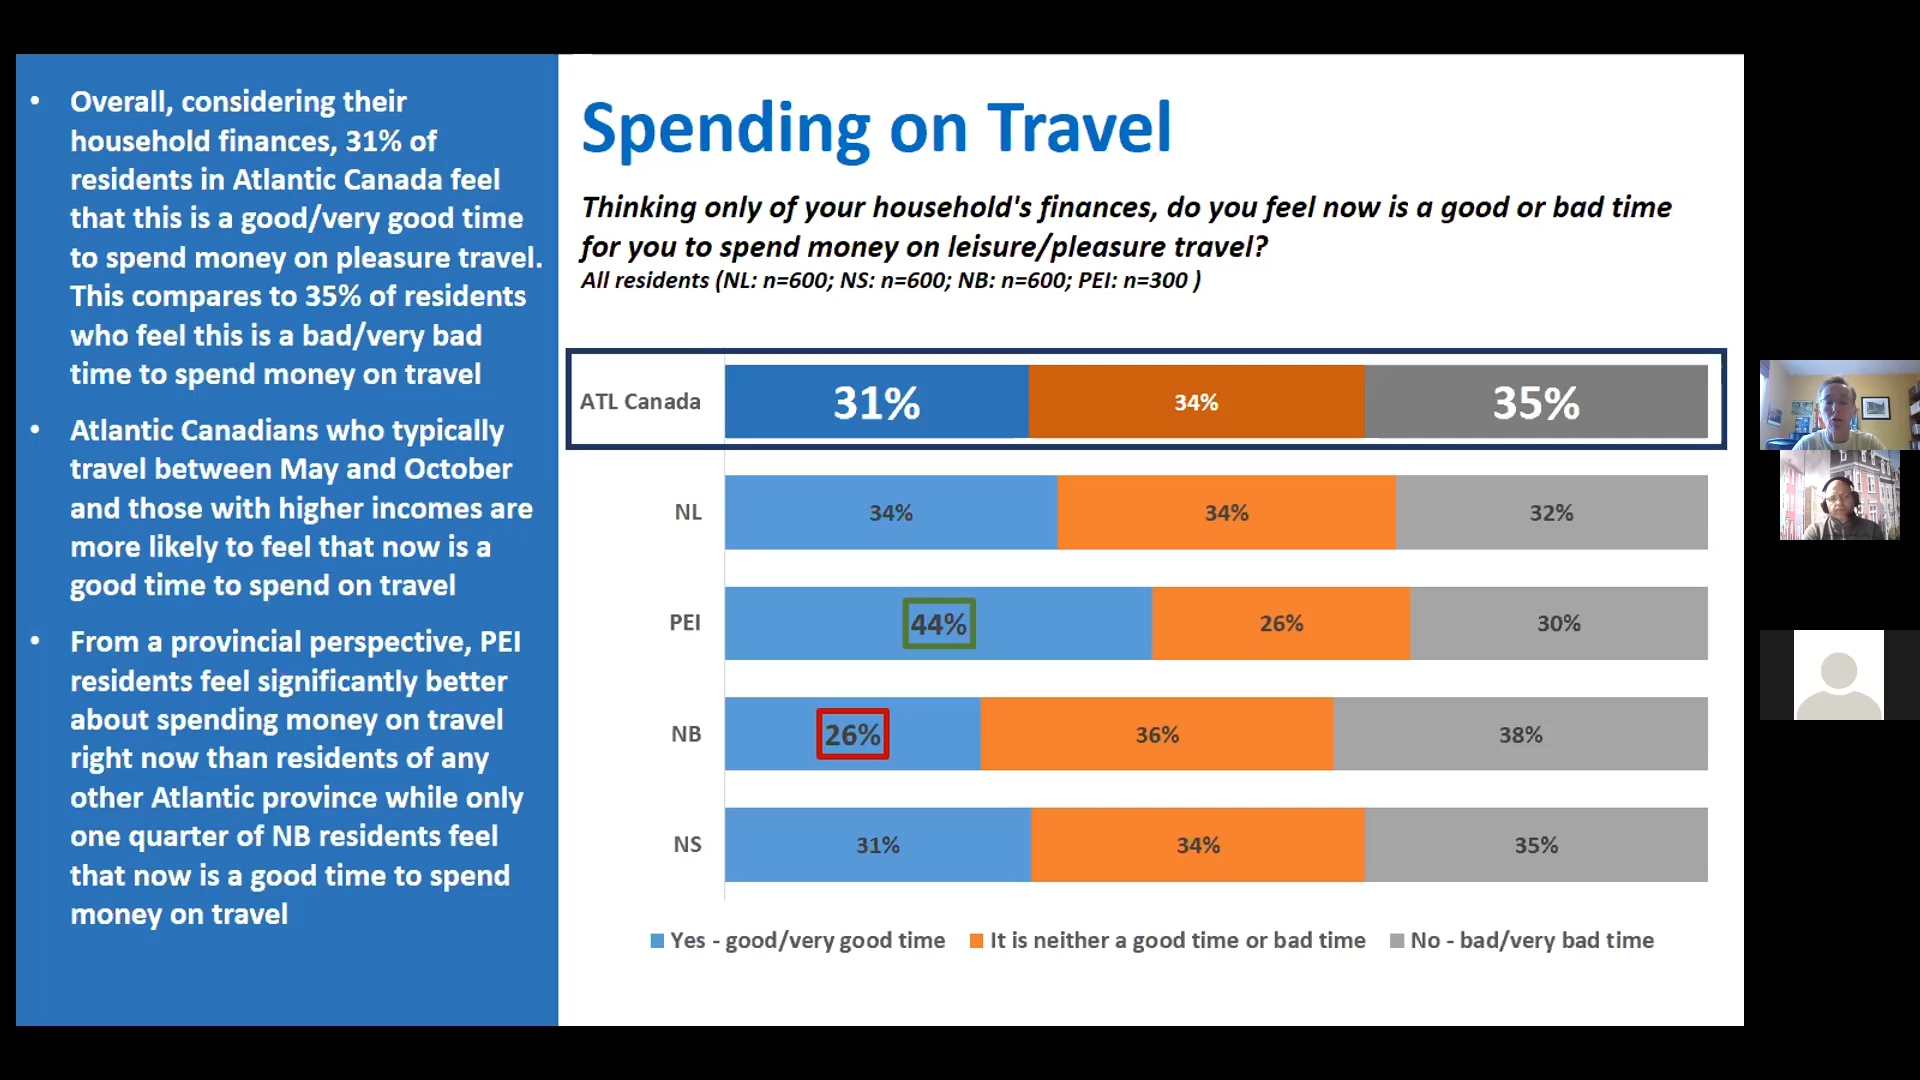 • Overall, considering their
household finances, 31% of
residents in Atlantic Canada feel
that this is a good/very good time
to spend money on pleasure travel.
This compares to 35% of residents
who feel this is a bad/very bad
time to spend money on travel
• Atlantic Canadians who typically
travel between May and October
and those with higher incomes are
more likely to feel that now is a
good time to spend on travel
• From a provincial perspective, PEI
residents feel significantly better
about spending money on travel
right now than residents of any
other Atlantic province while only
one quarter of NB residents feel
that now is a good time to spend
money on travel
Spending on Travel
Thinking only of your household's finances, do you feel now is a good or bad time
for you to spend money on leisure/pleasure travel?
All residents (NL: n=600; NS: n=600; NB: n=600; PEI: n=300 )
ATL Canada 31% 34% 35%
NL 34% 34% 32%
PEI 44% 26% 30%
NB 26% 36% 38%
NS 31% 34% 35%
Yes - good/very good time It is neither a good time or bad time No - bad/very bad time